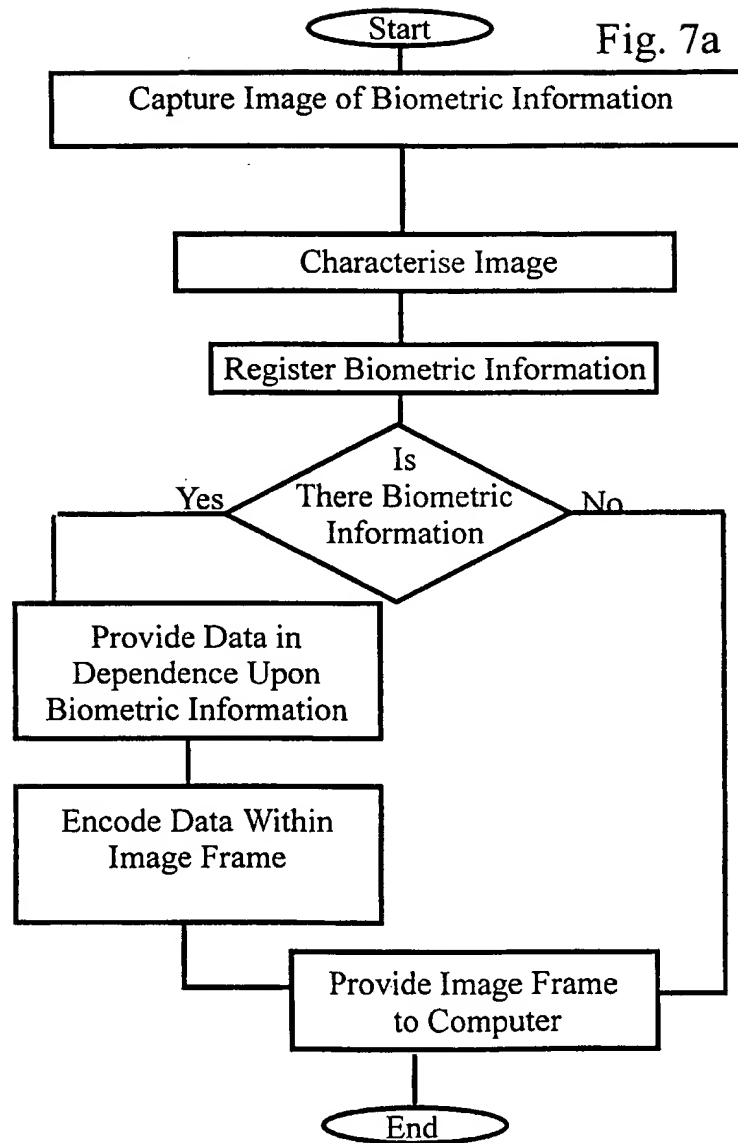 Start
Fig. 7a
Capture Image of Biometric Information
Characterise Image
Register Biometric Information
Is
There Biometric
Information
Yes
No
Provide Data in
Dependence Upon
Biometric Information
Encode Data Within
Image Frame
Provide Image Frame
to Computer
End